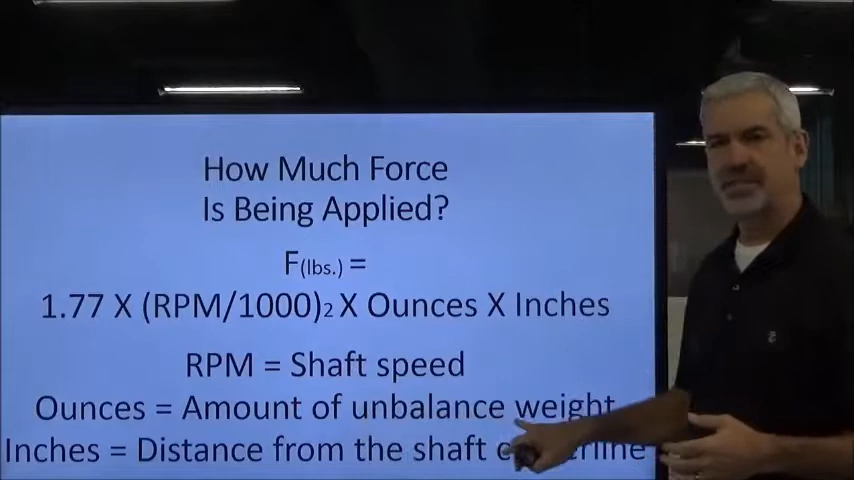 How Much Force
Is Being Applied?
F(lbs.) =
1.77 X (RPM/1000)2 X Ounces X Inches
RPM = Shaft speed
Ounces = Amount of unbalance weight
Inches = Distance from the shaft